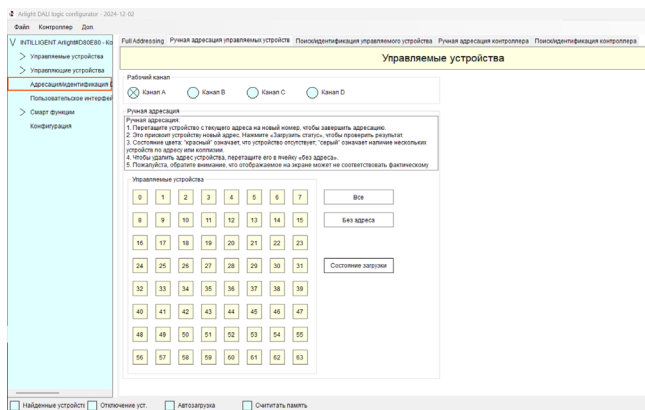 Arlight DALI logic configurator - 2024-12-02
Файл Контроллер Доп.
INTILLIGENT Arlight#D80E80 - Ко
Управляемые устройства
Управляющие устройства
Адресация/идентификация
Пользовательское интерфей
Смарт функции
Конфигурация
Full Addressing Ручная адресация управляемых устройств Поиск/идентификация управляемого устройства Ручная адресация контроллера Поиск/идентификация контроллера
Управляемые устройства
Рабочий канал
Канал A Канал B Канал C Канал D
Ручная адресация
Ручная адресация:
1. Перетащите устройство с текущего адреса на новый номер, чтобы завершить адресацию.
2. Это присвоит устройству новый адрес. Нажмите «Загрузить статус», чтобы проверить результат.
3. Состояние цвета: "красный" означает, что устройство отсутствует; "серый" означает наличие нескольких
устройств по адресу или коллизии.
4. Чтобы удалить адрес устройства, перетащите его в ячейку «без адреса».
5. Пожалуйста, обратите внимание, что отображаемое на экране может не соответствовать фактическому
Управляемые устройства
0 1 2 3 4 5 6 7 Все
8 9 10 11 12 13 14 15 Без адреса
16 17 18 19 20 21 22 23
24 25 26 27 28 29 30 31 Состояние загрузки
32 33 34 35 36 37 38 39
40 41 42 43 44 45 46 47
48 49 50 51 52 53 54 55
56 57 58 59 60 61 62 63
Найденные устройств Отключение уст. Автозагрузка Считать память